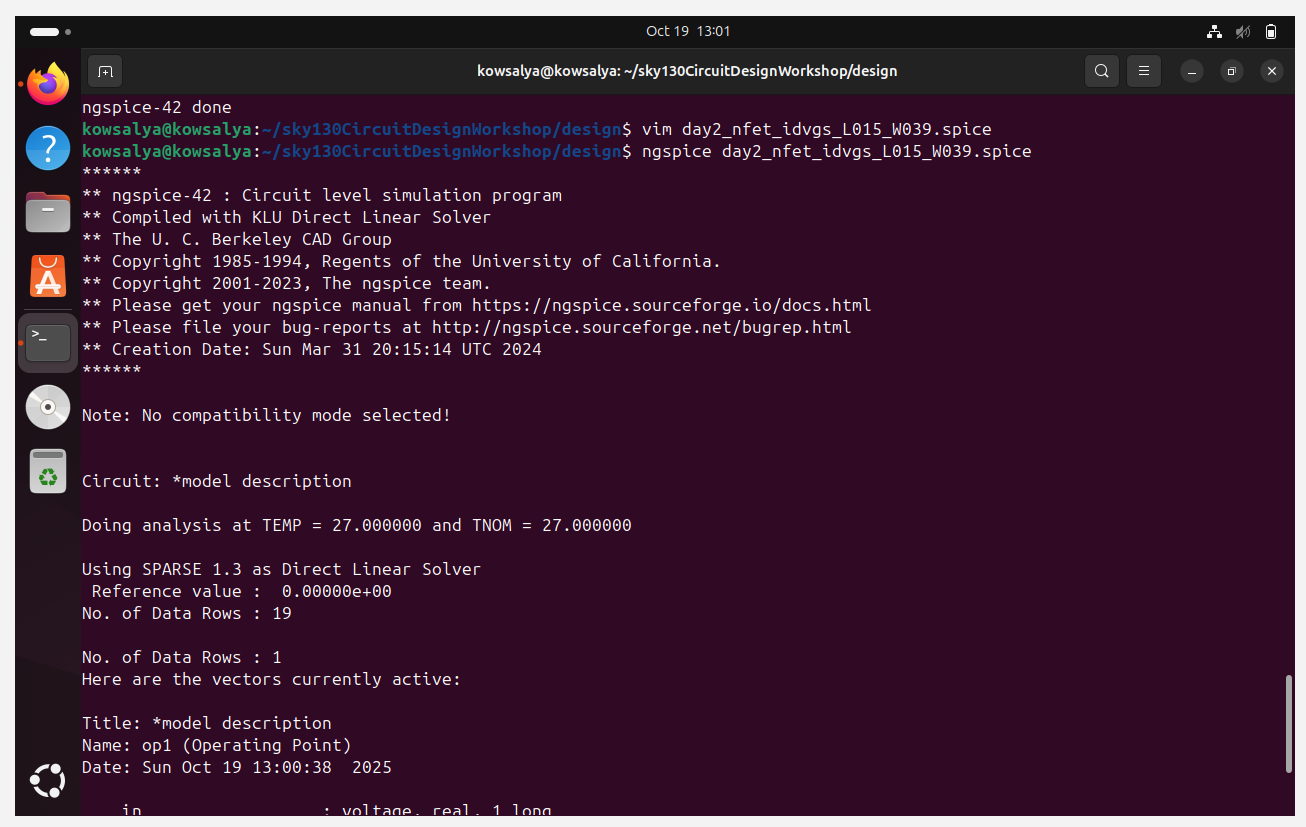 Oct 19 13:01
kowsalya@kowsalya: ~/sky130CircuitDesignWorkshop/design
ngspice-42 done
kowsalya@kowsalya:~/sky130CircuitDesignWorkshop/design$ vim day2_nfet_idvgs_L015_W039.spice
kowsalya@kowsalya:~/sky130CircuitDesignWorkshop/design$ ngspice day2_nfet_idvgs_L015_W039.spice
******
** ngspice-42 : Circuit level simulation program
** Compiled with KLU Direct Linear Solver
** The U. C. Berkeley CAD Group
** Copyright 1985-1994, Regents of the University of California.
** Copyright 2001-2023, The ngspice team.
** Please get your ngspice manual from https://ngspice.sourceforge.io/docs.html
** Please file your bug-reports at http://ngspice.sourceforge.net/bugrep.html
** Creation Date: Sun Mar 31 20:15:14 UTC 2024
******
Note: No compatibility mode selected!
Circuit: *model description
Doing analysis at TEMP = 27.000000 and TNOM = 27.000000
Using SPARSE 1.3 as Direct Linear Solver
Reference value :  0.00000e+00
No. of Data Rows : 19
No. of Data Rows : 1
Here are the vectors currently active:
Title: *model description
Name: op1 (Operating Point)
Date: Sun Oct 19 13:00:38  2025
in                  : voltage, real, 1 long